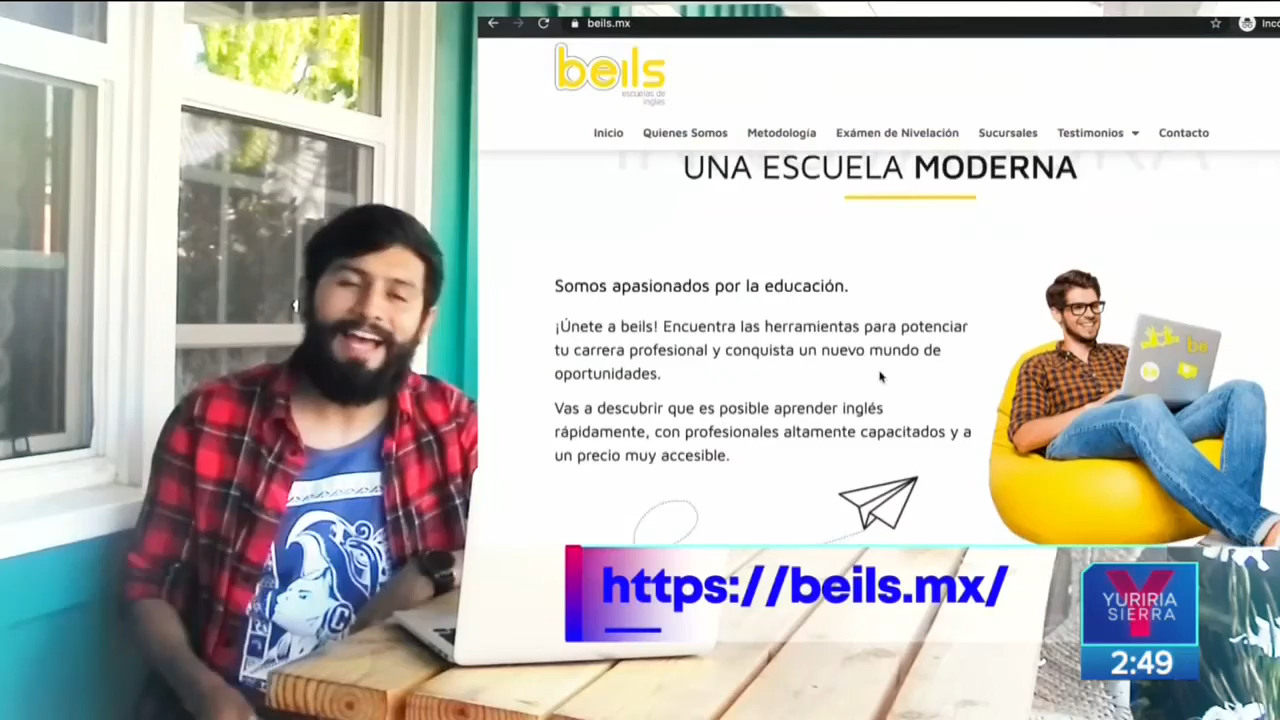 beils.mx
Inco
beils
escuelas de
inglés
Inicio Quienes Somos Metodología Exámen de Nivelación Sucursales Testimonios Contacto
UNA ESCUELA MODERNA
Somos apasionados por la educación.
¡Únete a beils! Encuentra las herramientas para potenciar
tu carrera profesional y conquista un nuevo mundo de
oportunidades.
Vas a descubrir que es posible aprender inglés
rápidamente, con profesionales altamente capacitados y a
un precio muy accesible.
be
https://beils.mx/
YURIRIA
SIERRA
2:49